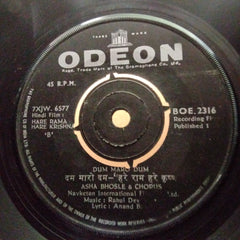 TRADE MARK
ODEON
Regd. Trade Mark of The Gramophone Co., Ltd.
45 R.P.M.
7XJW. 6577
Hindi Film :
HARE RAMA
HARE KRISHNA
"B"
BOE. 2316
Recording Fi
Published 1
DUM MARO DUM
दम मारो दम-हरे राम हरे कृष्ण
ASHA BHOSLE & CHORUS
Navketan International F Ltd.
Music : Rahul Dev
Lyric : Anand B